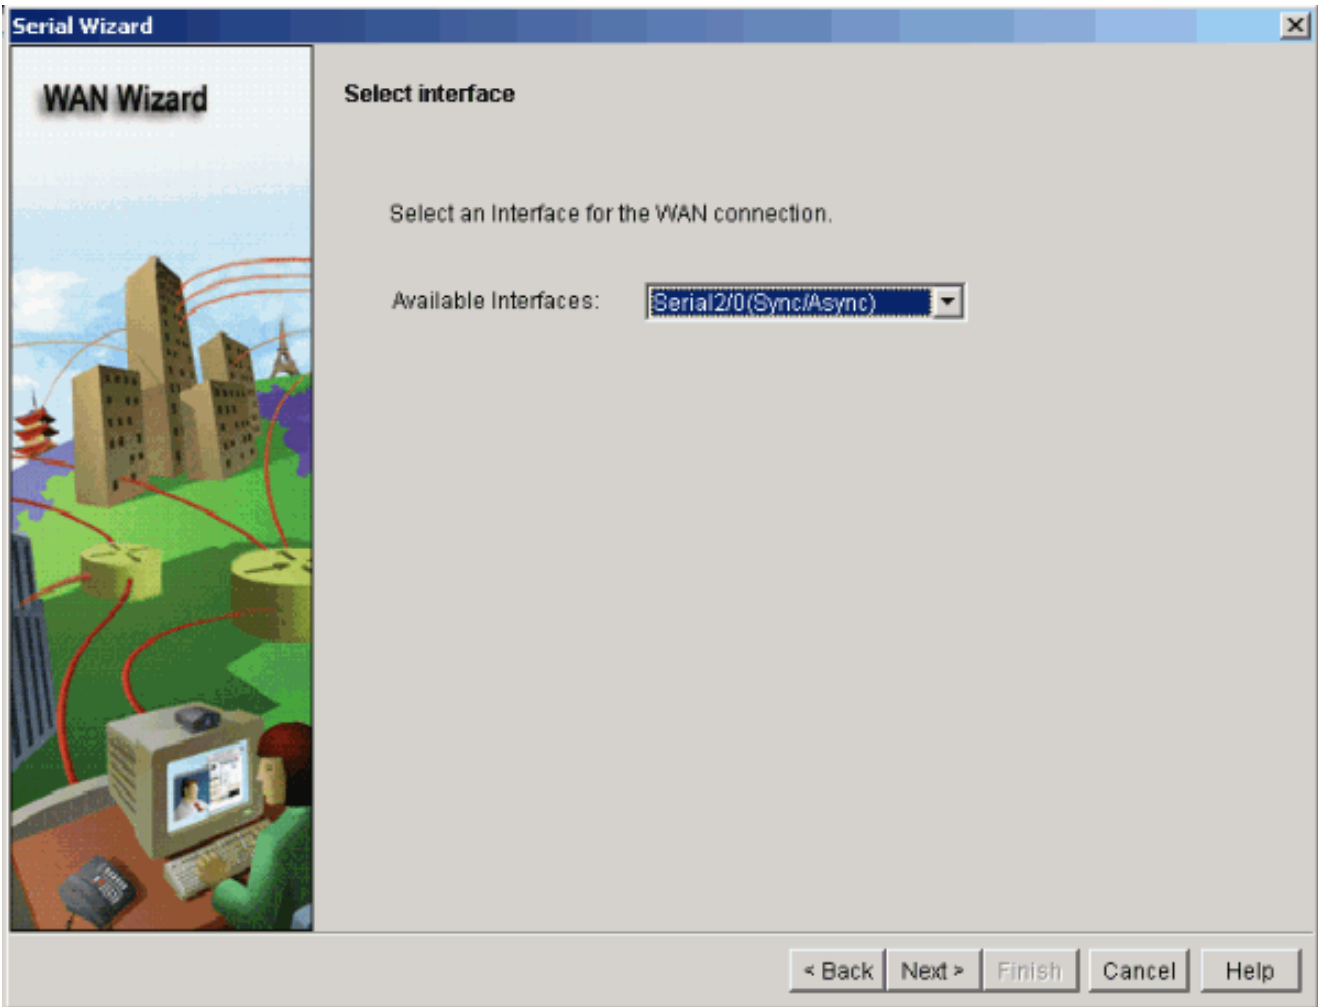 Serial Wizard
WAN Wizard
Select interface
Select an Interface for the WAN connection.
Available Interfaces: Serial2/0(Sync/Async)
< Back Next > Finish Cancel Help